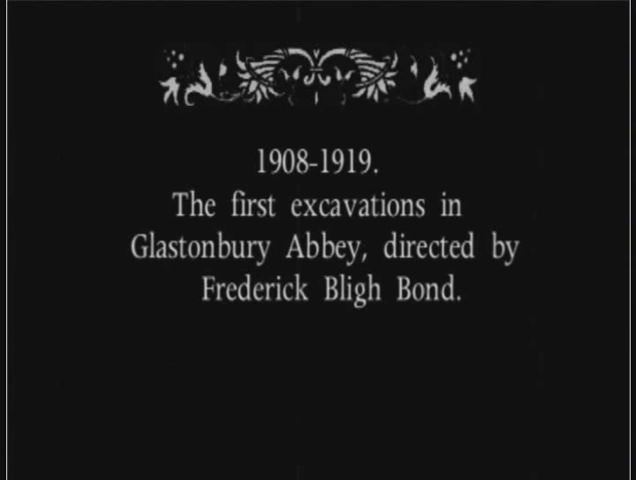 1908-1919.
The first excavations in
Glastonbury Abbey, directed by
Frederick Bligh Bond.